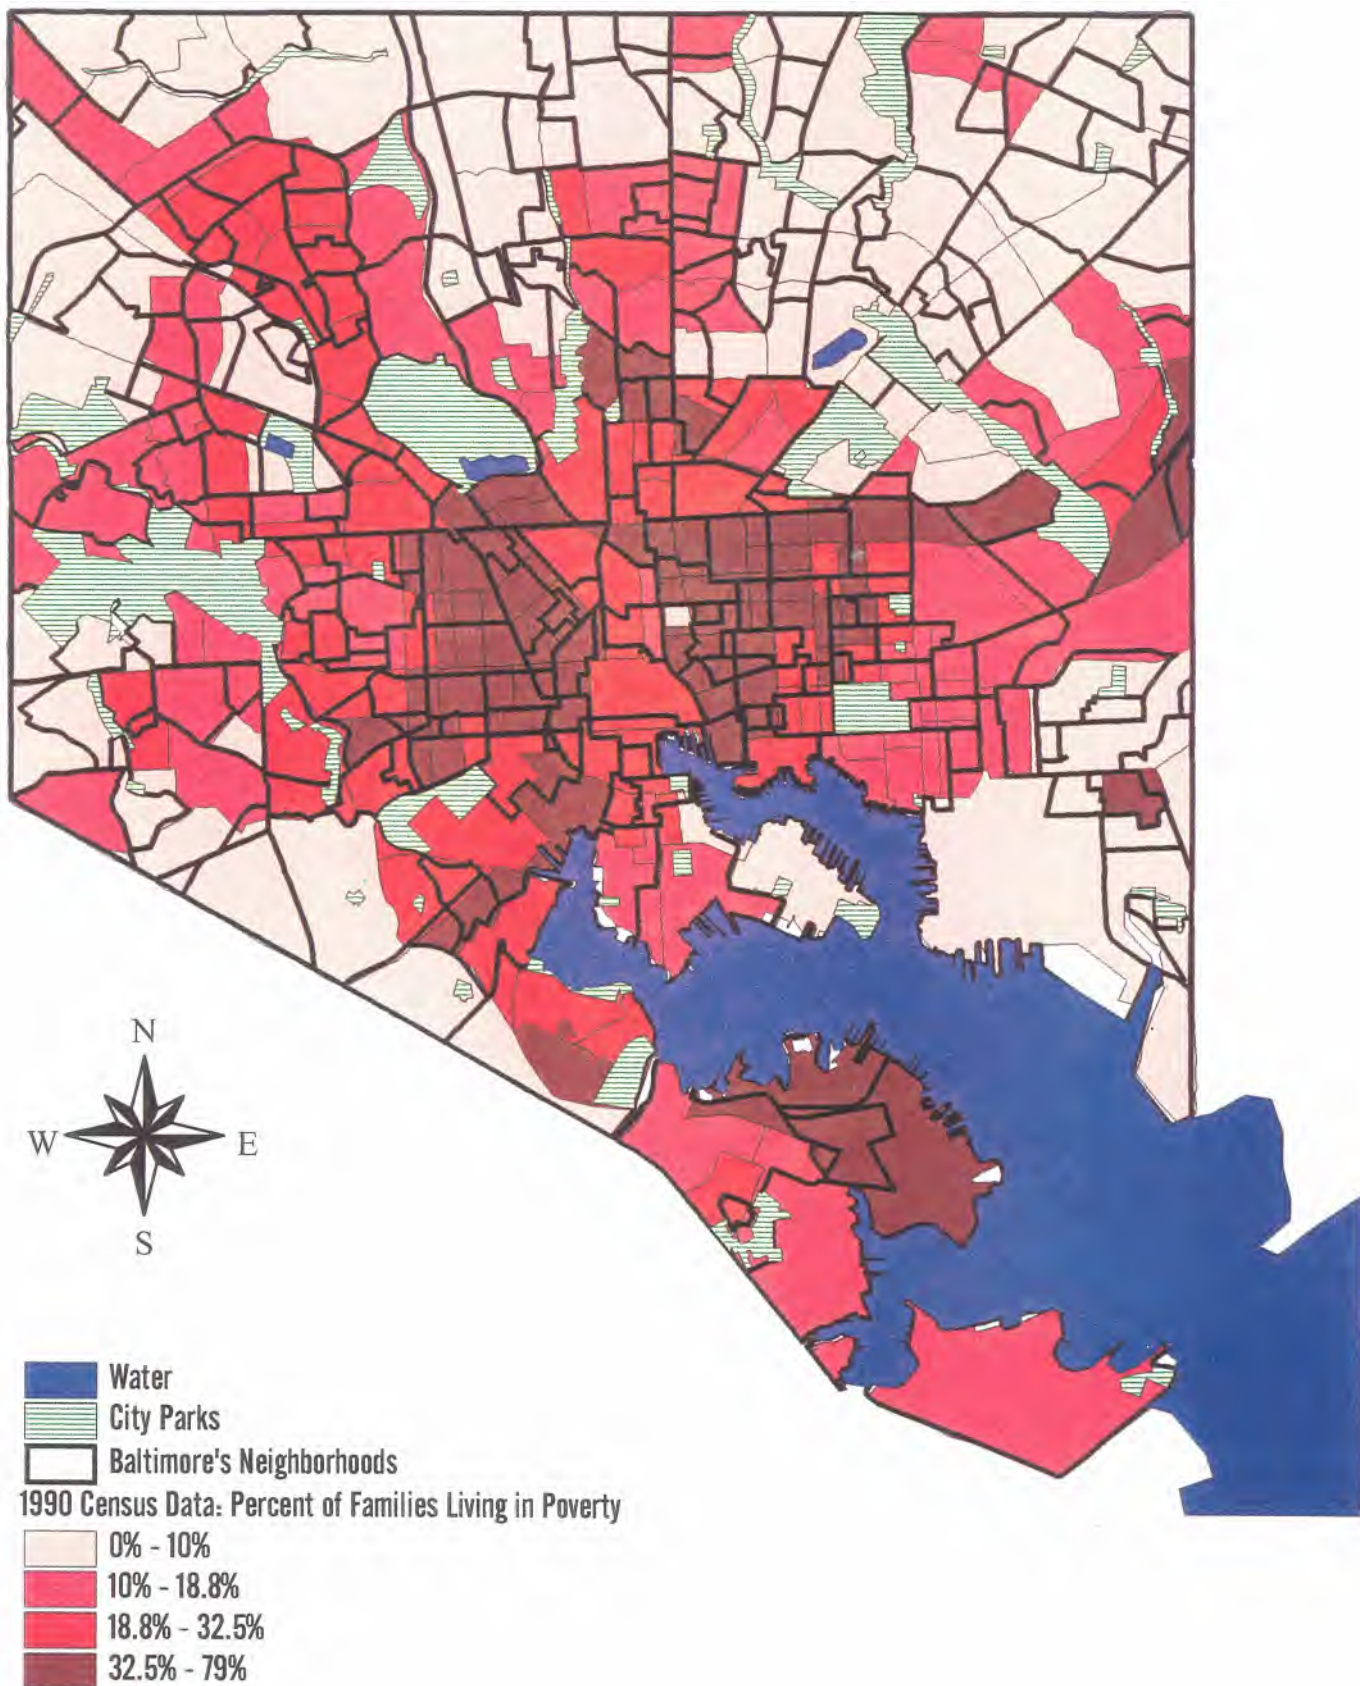 N
W E
S
Water
City Parks
Baltimore's Neighborhoods
1990 Census Data: Percent of Families Living in Poverty
0% - 10%
10% - 18.8%
18.8% - 32.5%
32.5% - 79%